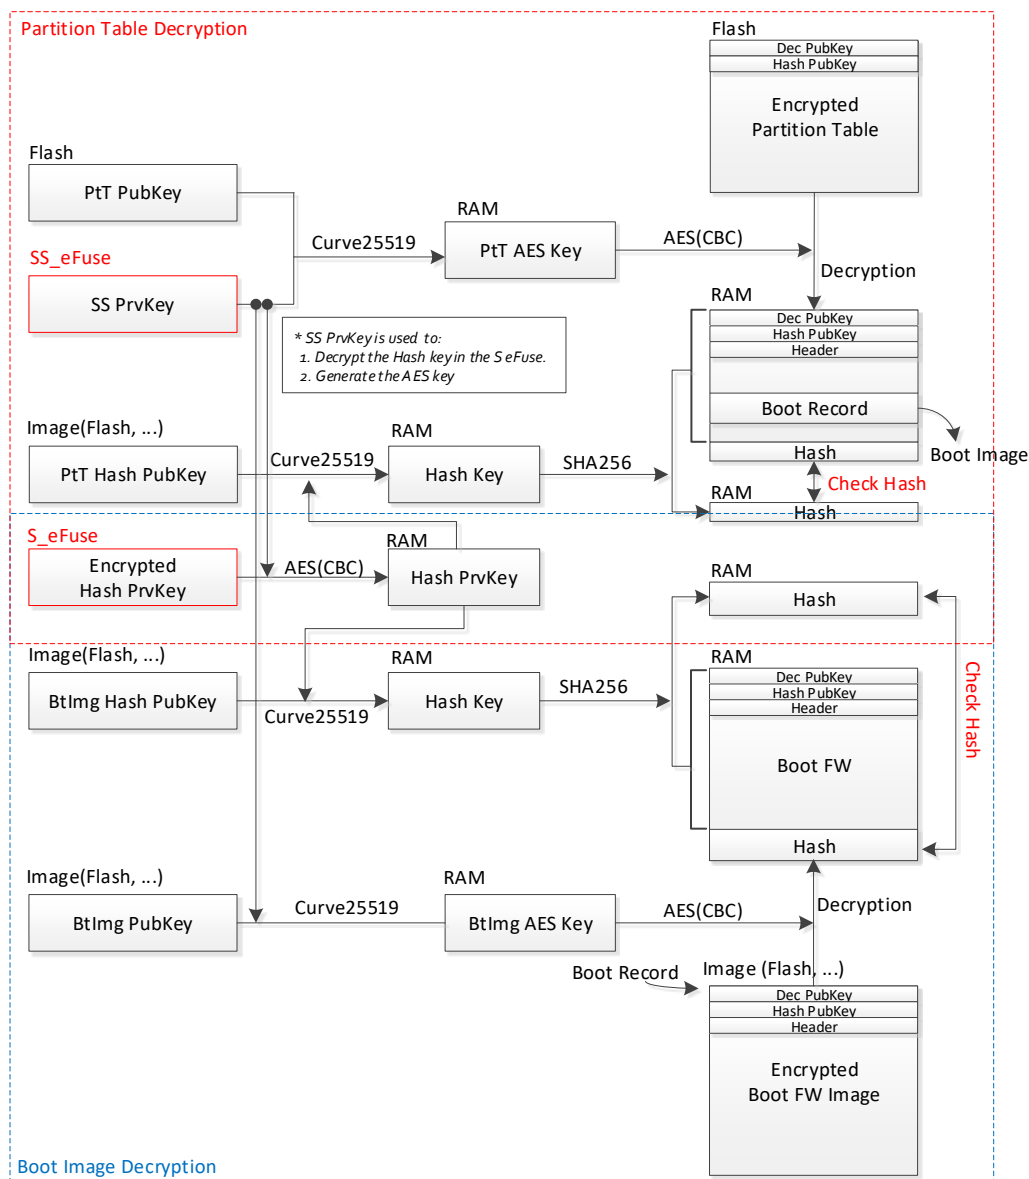 Partition Table Decryption
Flash
Dec PubKey
Hash PubKey
Encrypted
Partition Table
Flash
PtT PubKey
RAM
PtT AES Key
Curve25519
AES(CBC)
Decryption
SS_eFuse
SS PrvKey
* SS PrvKey is used to:
1. Decrypt the Hash key in the S eFuse.
2. Generate the AES key
RAM
Dec PubKey
Hash PubKey
Header
Boot Record
Hash
Boot Image
Image(Flash, ...)
PtT Hash PubKey
Curve25519
RAM
Hash Key
SHA256
Check Hash
RAM
Hash
S_eFuse
Encrypted
Hash PrvKey
AES(CBC)
RAM
Hash PrvKey
RAM
Hash
Image(Flash, ...)
BtImg Hash PubKey
Curve25519
RAM
Hash Key
SHA256
RAM
Dec PubKey
Hash PubKey
Header
Boot FW
Hash
Check Hash
Image(Flash, ...)
BtImg PubKey
Curve25519
RAM
BtImg AES Key
AES(CBC)
Decryption
Boot Record
Image (Flash, ...)
Dec PubKey
Hash PubKey
Header
Encrypted
Boot FW Image
Boot Image Decryption